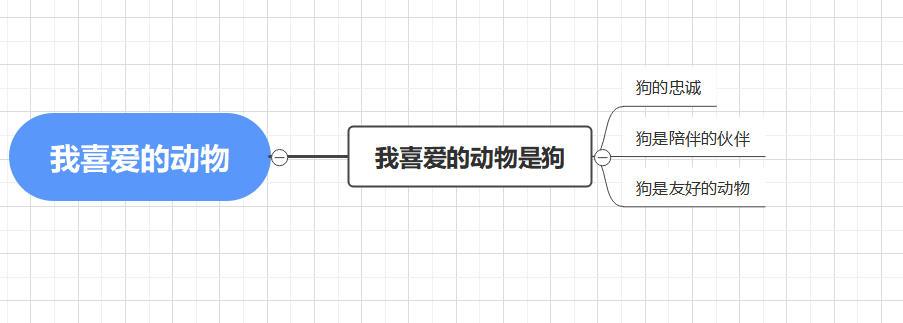 我喜爱的动物
我喜爱的动物是狗
狗的忠诚
狗是陪伴的伙伴
狗是友好的动物